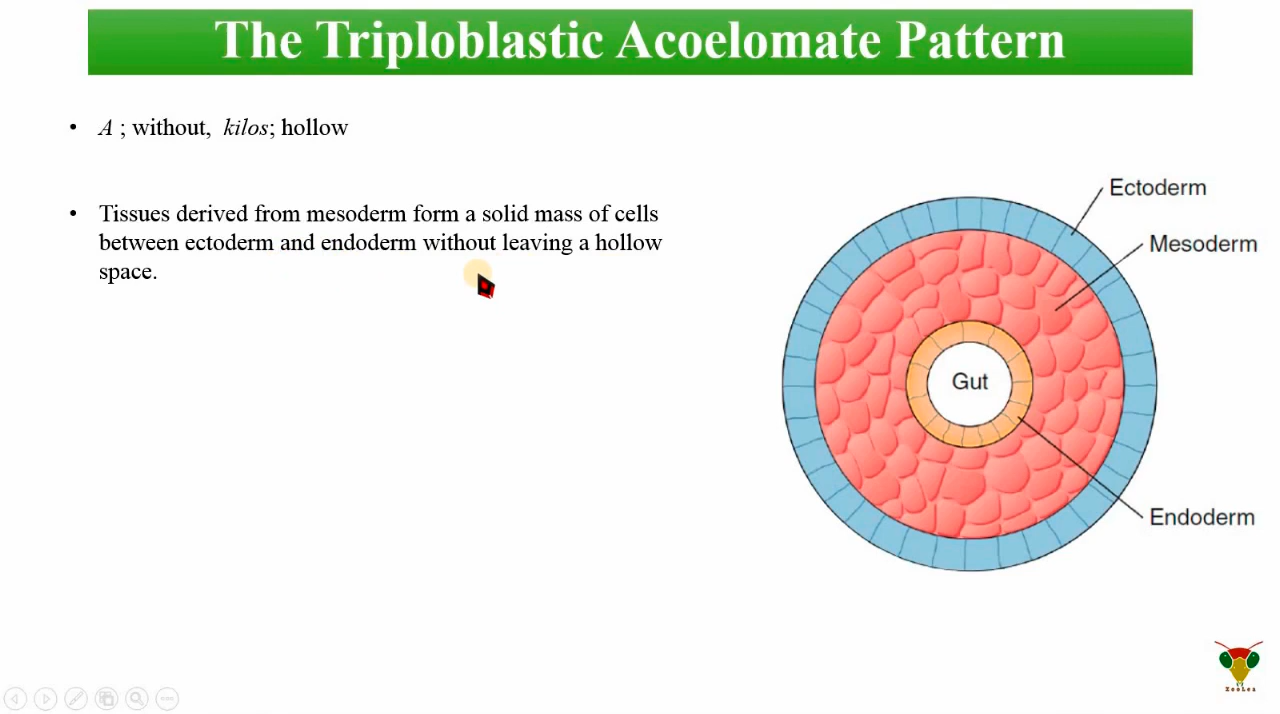 The Triploblastic Acoelomate Pattern
• A ; without, kilos; hollow
• Tissues derived from mesoderm form a solid mass of cells
between ectoderm and endoderm without leaving a hollow
space.
Ectoderm
Mesoderm
Gut
Endoderm
ZooLea